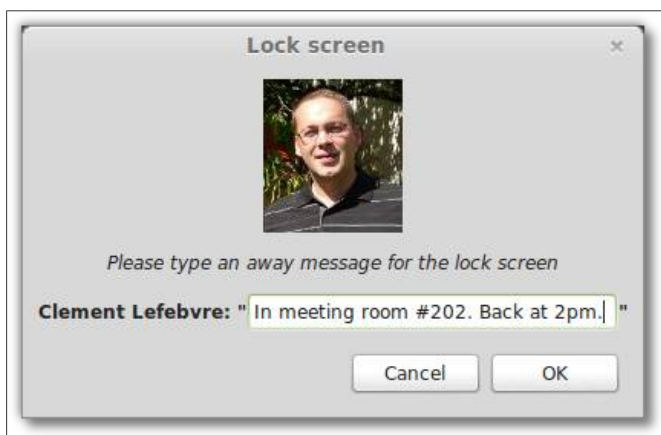 Lock screen
Please type an away message for the lock screen
Clement Lefebvre: "In meeting room #202. Back at 2pm. "
Cancel OK